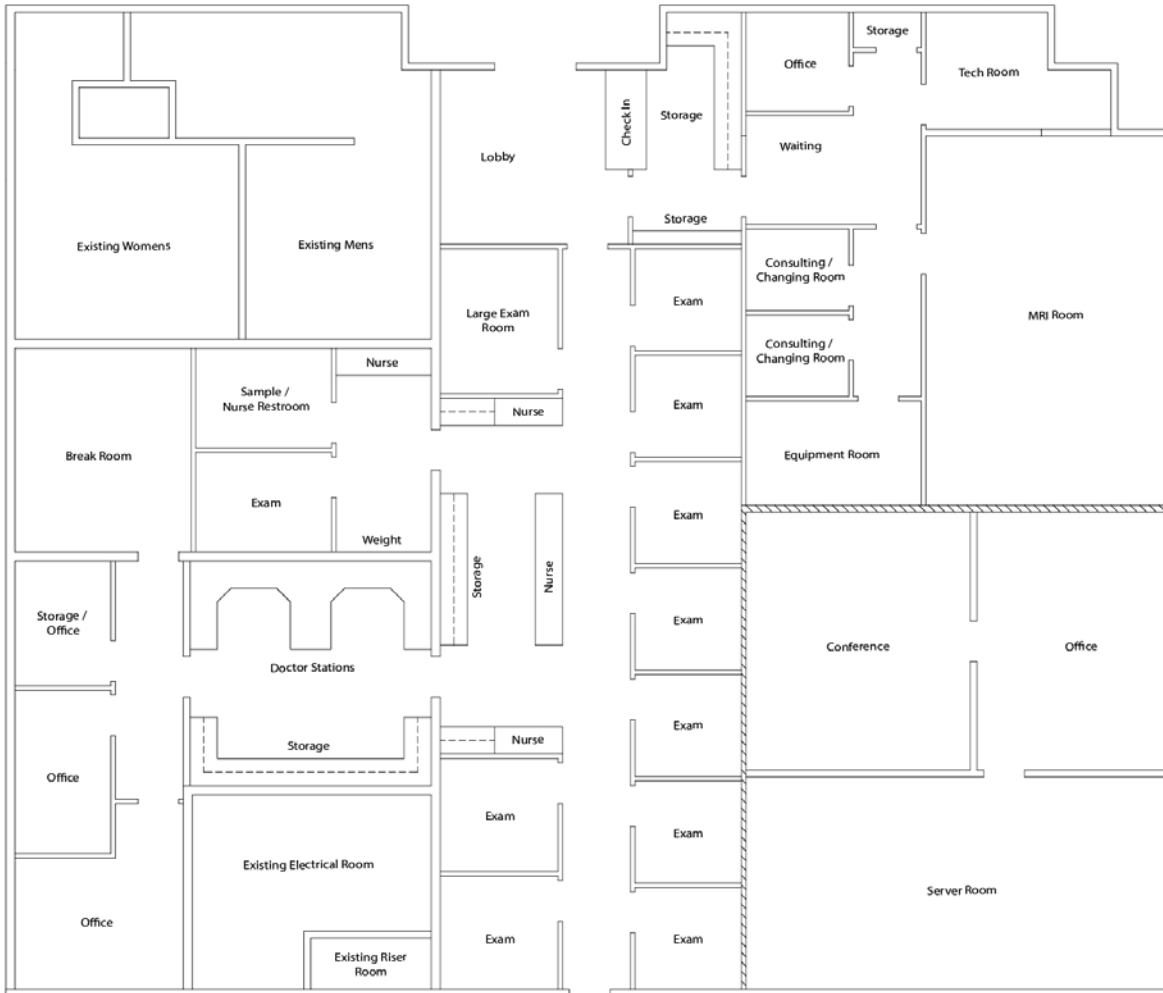 Storage
Office
Tech Room
Check In
Storage
Waiting
Lobby
Storage
Existing Womens
Existing Mens
Consulting /
Changing Room
Exam
Large Exam
Room
MRI Room
Consulting /
Changing Room
Nurse
Sample /
Nurse Restroom
Exam
Nurse
Break Room
Equipment Room
Exam
Exam
Weight
Storage
Nurse
Storage /
Office
Exam
Conference
Office
Doctor Stations
Exam
Storage
Nurse
Office
Exam
Exam
Existing Electrical Room
Server Room
Office
Exam
Exam
Existing Riser
Room